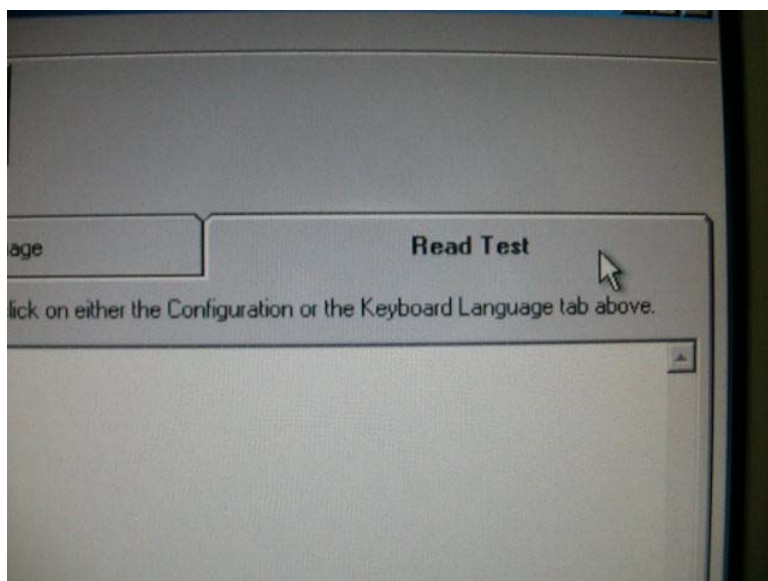 age
Read Test
lick on either the Configuration or the Keyboard Language tab above.